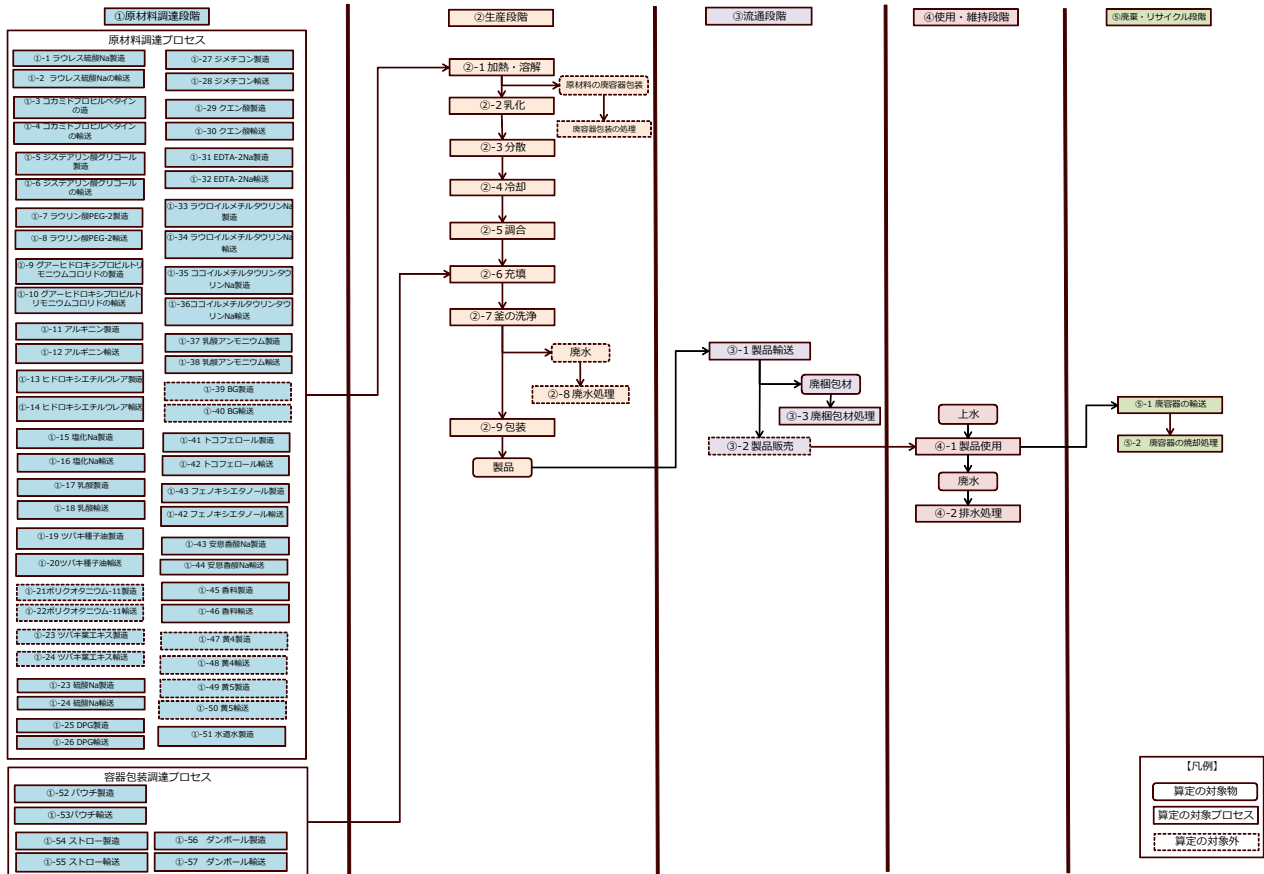 ①原材料調達段階
原材料調達プロセス
①-1 ラウレス硫酸Na製造
①-2 ラウレス硫酸Naの輸送
①-3 コカミドプロピルベタイン
の造
①-4 コカミドプロピルベタイン
の輸送
①-5 ジステアリン酸グリコール
製造
①-6 ジステアリン酸グリコール
の輸送
①-7 ラウリン酸PEG-2製造
①-8 ラウリン酸PEG-2輸送
①-9 グアーヒドロキシプロピルトリ
モニウムコロリドの製造
①-10 グアーヒドロキシプロピルト
リモニウムコロリドの輸送
①-11 アルキニン製造
①-12 アルギニン輸送
①-13 ヒドロキシエチルウレア製造
①-14 ヒドロキシエチルウレア輸送
①-15 塩化Na製造
①-16 塩化Na輸送
①-17 乳酸製造
①-18 乳酸輸送
①-19 ツバキ種子油製造
①-20ツバキ種子油輸送
①-21ポリクオタニウム-11製造
①-22ポリクオタニウム-11輸送
①-23 ツバキ葉エキス製造
①-24 ツバキ葉エキス輸送
①-23 硫酸Na製造
①-24 硫酸Na輸送
①-25 DPG製造
①-26 DPG輸送
①-27 ジメチコン製造
①-28 ジメチコン輸送
①-29 クエン酸製造
①-30 クエン酸輸送
①-31 EDTA-2Na製造
①-32 EDTA-2Na輸送
①-33 ラウロイルメチルタウリンNa
製造
①-34 ラウロイルメチルタウリンNa
輸送
①-35 ココイルメチルタウリンタウ
リンNa製造
①-36ココイルメチルタウリンタウ
リンNa輸送
①-37 乳酸アンモニウム製造
①-38 乳酸アンモニウム輸送
①-39 BG製造
①-40 BG輸送
①-41 トコフェロール製造
①-42 トコフェロール輸送
①-43 フェノキシエタノール製造
①-42 フェノキシエタノール輸送
①-43 安息香酸Na製造
①-44 安息香酸Na輸送
①-45 香料製造
①-46 香料輸送
①-47 黄4製造
①-48 黄4輸送
①-49 黄5製造
①-50 黄5輸送
①-51 水道水製造
容器包装調達プロセス
①-52 パウチ製造
①-53パウチ輸送
①-54 ストロー製造
①-55 ストロー輸送
①-56 ダンボール製造
①-57 ダンボール輸送
②生産段階
②-1 加熱・溶解
原材料の廃容器包装
②-2 乳化
廃容器包装の処理
②-3 分散
②-4 冷却
②-5 調合
②-6 充填
②-7 釜の洗浄
廃水
②-8 廃水処理
②-9 包装
製品
③流通段階
③-1 製品輸送
廃梱包材
③-3 廃梱包材処理
③-2 製品販売
④使用・維持段階
上水
④-1 製品使用
廃水
④-2 排水処理
⑤廃棄・リサイクル段階
⑤-1 廃容器の輸送
⑤-2 廃容器の焼却処理
【凡例】
算定の対象物
算定の対象プロセス
算定の対象外